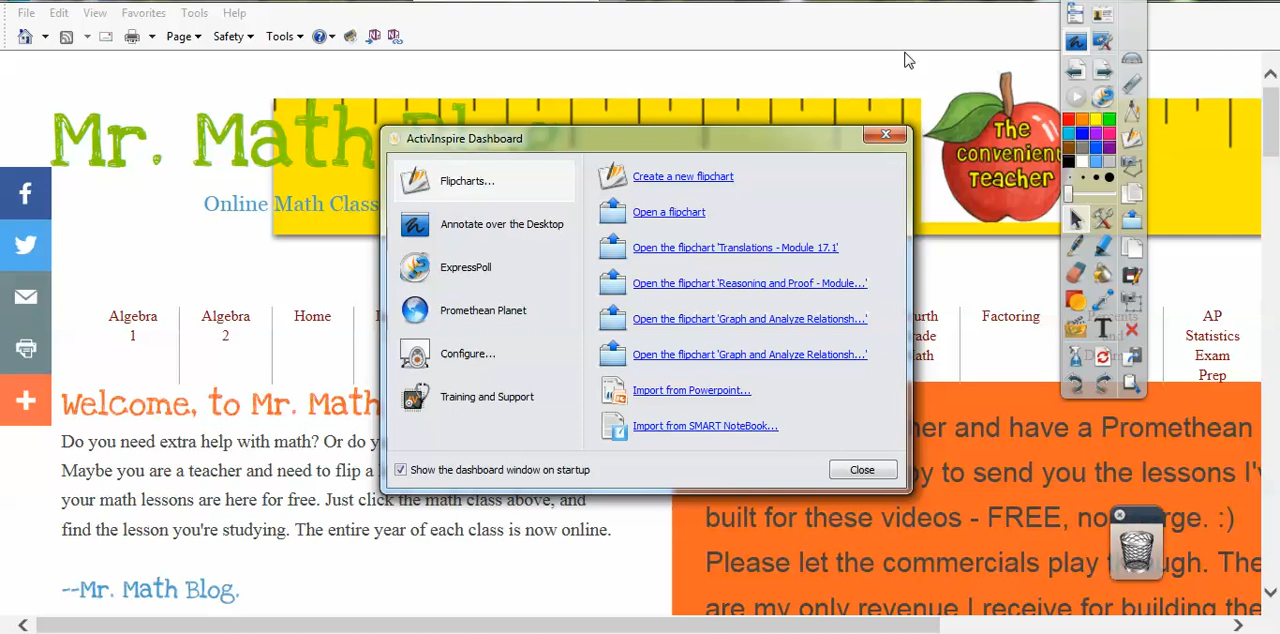 File Edit View Favorites Tools Help
Page Safety Tools
Mr. Math Blog
Online Math Class
The
convenient
Teacher
ActivInspire Dashboard
Flipcharts...
Annotate over the Desktop
ExpressPoll
Promethean Planet
Configure...
Training and Support
Create a new flipchart
Open a flipchart
Open the flipchart 'Translations - Module 17.1'
Open the flipchart 'Reasoning and Proof - Module...'
Open the flipchart 'Graph and Analyze Relationsh...'
Open the flipchart 'Graph and Analyze Relationsh...'
Import from Powerpoint...
Import from SMART NoteBook...
Show the dashboard window on startup
Close
Algebra
1
Algebra
2
Home
Factoring
AP
Statistics
Exam
Prep
Welcome, to Mr. Math
Do you need extra help with math? Or do y
Maybe you are a teacher and need to flip a
your math lessons are here for free. Just click the math class above, and
find the lesson you're studying. The entire year of each class is now online.
--Mr. Math Blog.
her and have a Promethean
py to send you the lessons I'v
built for these videos - FREE, no
rge. :)
Please let the commercials play
ugh. The
are my only revenue I receive for building the